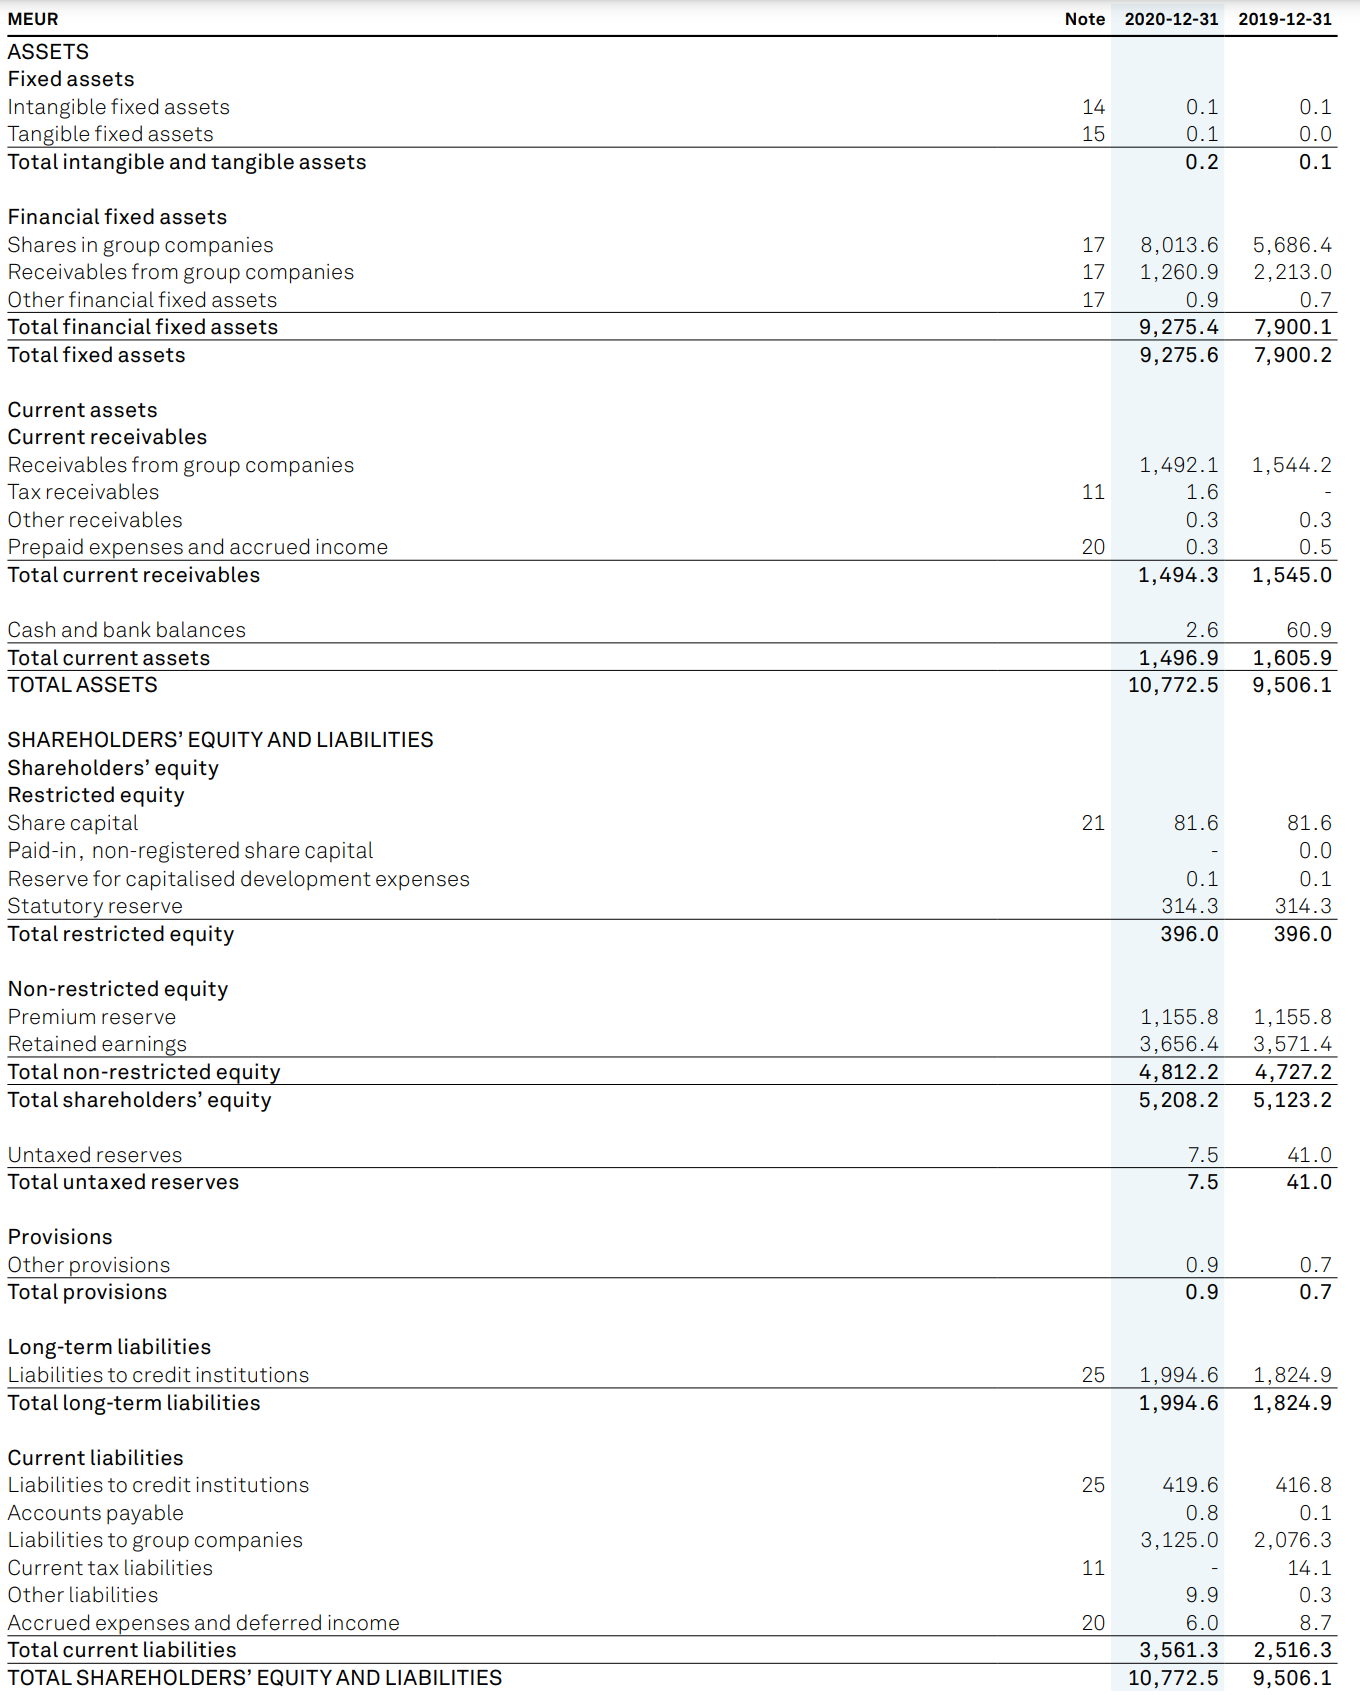 MEUR Note 2020-12-31 2019-12-31
ASSETS
Fixed assets
Intangible fixed assets 14 0.1 0.1
Tangible fixed assets 15 0.1 0.0
Total intangible and tangible assets 0.2 0.1
Financial fixed assets
Shares in group companies 17 8,013.6 5,686.4
Receivables from group companies 17 1,260.9 2,213.0
Other financial fixed assets 17 0.9 0.7
Total financial fixed assets 9,275.4 7,900.1
Total fixed assets 9,275.6 7,900.2
Current assets
Current receivables
Receivables from group companies 1,492.1 1,544.2
Tax receivables 11 1.6 -
Other receivables 0.3 0.3
Prepaid expenses and accrued income 20 0.3 0.5
Total current receivables 1,494.3 1,545.0
Cash and bank balances 2.6 60.9
Total current assets 1,496.9 1,605.9
TOTAL ASSETS 10,772.5 9,506.1
SHAREHOLDERS' EQUITY AND LIABILITIES
Shareholders' equity
Restricted equity
Share capital 21 81.6 81.6
Paid-in, non-registered share capital - 0.0
Reserve for capitalised development expenses 0.1 0.1
Statutory reserve 314.3 314.3
Total restricted equity 396.0 396.0
Non-restricted equity
Premium reserve 1,155.8 1,155.8
Retained earnings 3,656.4 3,571.4
Total non-restricted equity 4,812.2 4,727.2
Total shareholders' equity 5,208.2 5,123.2
Untaxed reserves 7.5 41.0
Total untaxed reserves 7.5 41.0
Provisions
Other provisions 0.9 0.7
Total provisions 0.9 0.7
Long-term liabilities
Liabilities to credit institutions 25 1,994.6 1,824.9
Total long-term liabilities 1,994.6 1,824.9
Current liabilities
Liabilities to credit institutions 25 419.6 416.8
Accounts payable 0.8 0.1
Liabilities to group companies 3,125.0 2,076.3
Current tax liabilities 11 - 14.1
Other liabilities 9.9 0.3
Accrued expenses and deferred income 20 6.0 8.7
Total current liabilities 3,561.3 2,516.3
TOTAL SHAREHOLDERS' EQUITY AND LIABILITIES 10,772.5 9,506.1